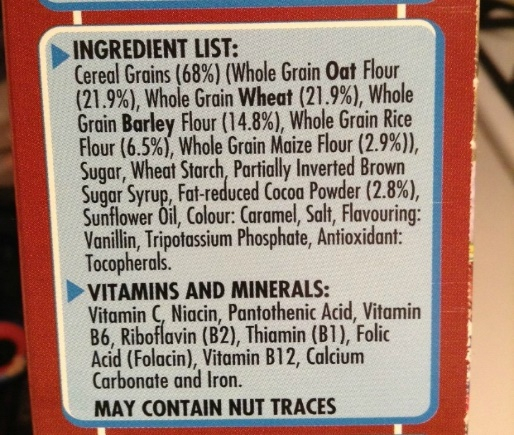 INGREDIENT LIST:
Cereal Grains (68%) (Whole Grain Oat Flour
(21.9%), Whole Grain Wheat (21.9%), Whole
Grain Barley Flour (14.8%), Whole Grain Rice
Flour (6.5%), Whole Grain Maize Flour (2.9%)),
Sugar, Wheat Starch, Partially Inverted Brown
Sugar Syrup, Fat-reduced Cocoa Powder (2.8%),
Sunflower Oil, Colour: Caramel, Salt, Flavouring:
Vanillin, Tripotassium Phosphate, Antioxidant:
Tocopherals.
VITAMINS AND MINERALS:
Vitamin C, Niacin, Pantothenic Acid, Vitamin
B6, Riboflavin (B2), Thiamin (B1), Folic
Acid (Folacin), Vitamin B12, Calcium
Carbonate and Iron.
MAY CONTAIN NUT TRACES